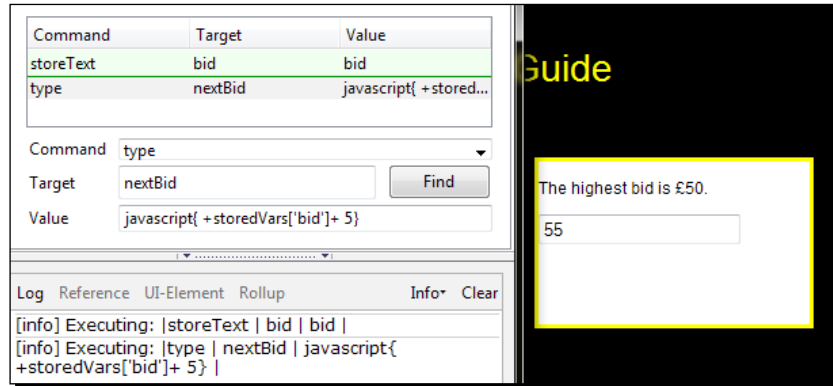 Command Target Value
storeText bid bid
type nextBid javascript{ +stored...
Command type
Target nextBid Find
Value javascript{ +storedVars['bid']+ 5}
Log Reference UI-Element Rollup Info Clear
[info] Executing: |storeText | bid | bid |
[info] Executing: |type | nextBid | javascript{
+storedVars['bid']+ 5} |
Guide
The highest bid is £50.
55